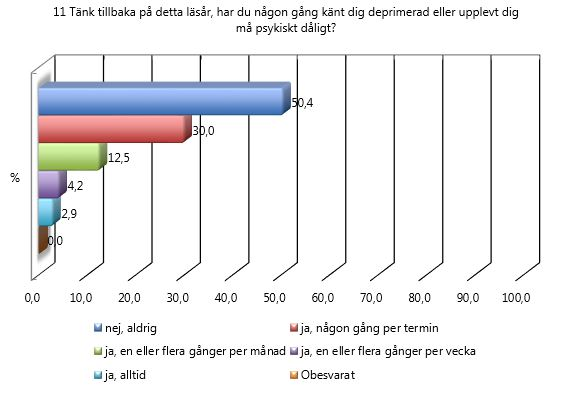 11 Tänk tillbaka på detta läsår, har du någon gång känt dig deprimerad eller upplevt dig
må psykiskt dåligt?
50,4
30,0
12,5
%
4,2
2,9
0,0
0,0 10,0 20,0 30,0 40,0 50,0 60,0 70,0 80,0 90,0 100,0
nej, aldrig ja, någon gång per termin
ja, en eller flera gånger per månad ja, en eller flera gånger per vecka
ja, alltid Obesvarat